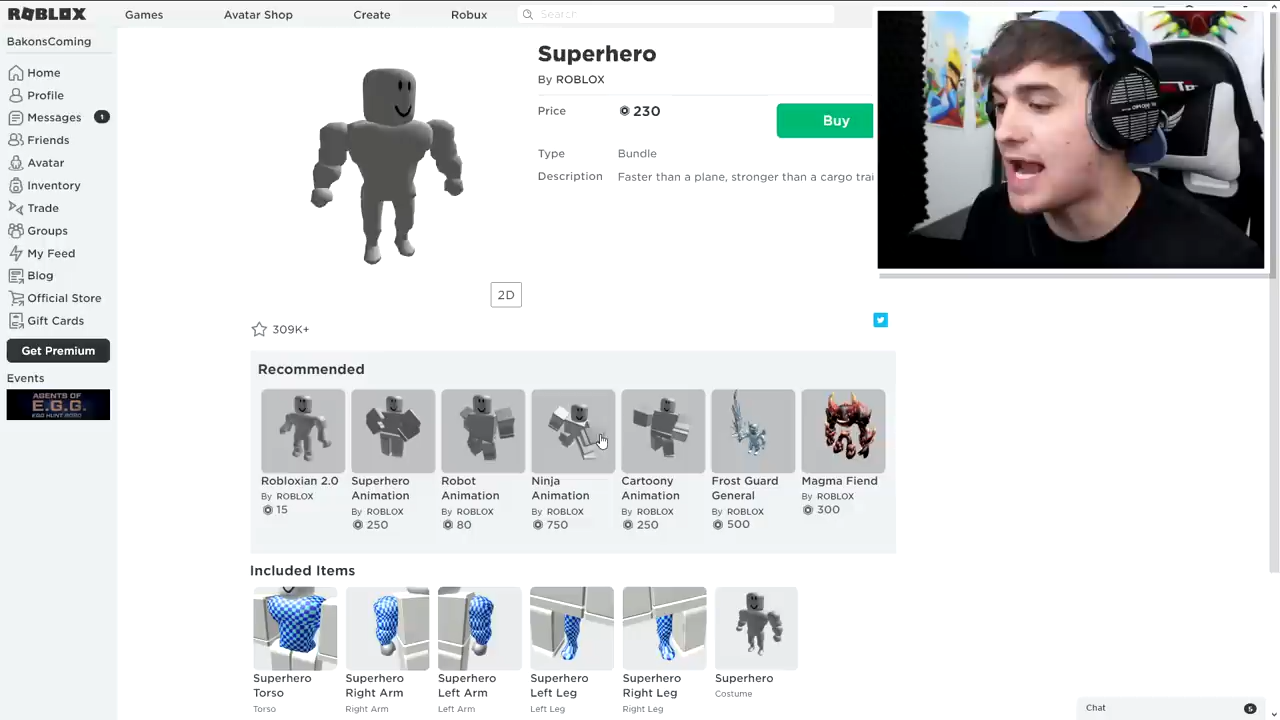 ROBLOX
Games
Avatar Shop
Create
Robux
Search
BakonsComing
Home
Profile
Messages
1
Friends
Avatar
Inventory
Trade
Groups
My Feed
Blog
Official Store
Gift Cards
Get Premium
Events
AGENTS OF
E.G.G.
EGG HUNT 2020
Superhero
By ROBLOX
Price
230
Buy
Type
Bundle
Description
Faster than a plane, stronger than a cargo trai
2D
309K+
Recommended
Robloxian 2.0
By ROBLOX
15
Superhero
Animation
By ROBLOX
250
Robot
Animation
By ROBLOX
80
Ninja
Animation
By ROBLOX
750
Cartoony
Animation
By ROBLOX
250
Frost Guard
General
By ROBLOX
500
Magma Fiend
By ROBLOX
300
Included Items
Superhero
Torso
Torso
Superhero
Right Arm
Right Arm
Superhero
Left Arm
Left Arm
Superhero
Left Leg
Left Leg
Superhero
Right Leg
Right Leg
Superhero
Costume
Chat
5